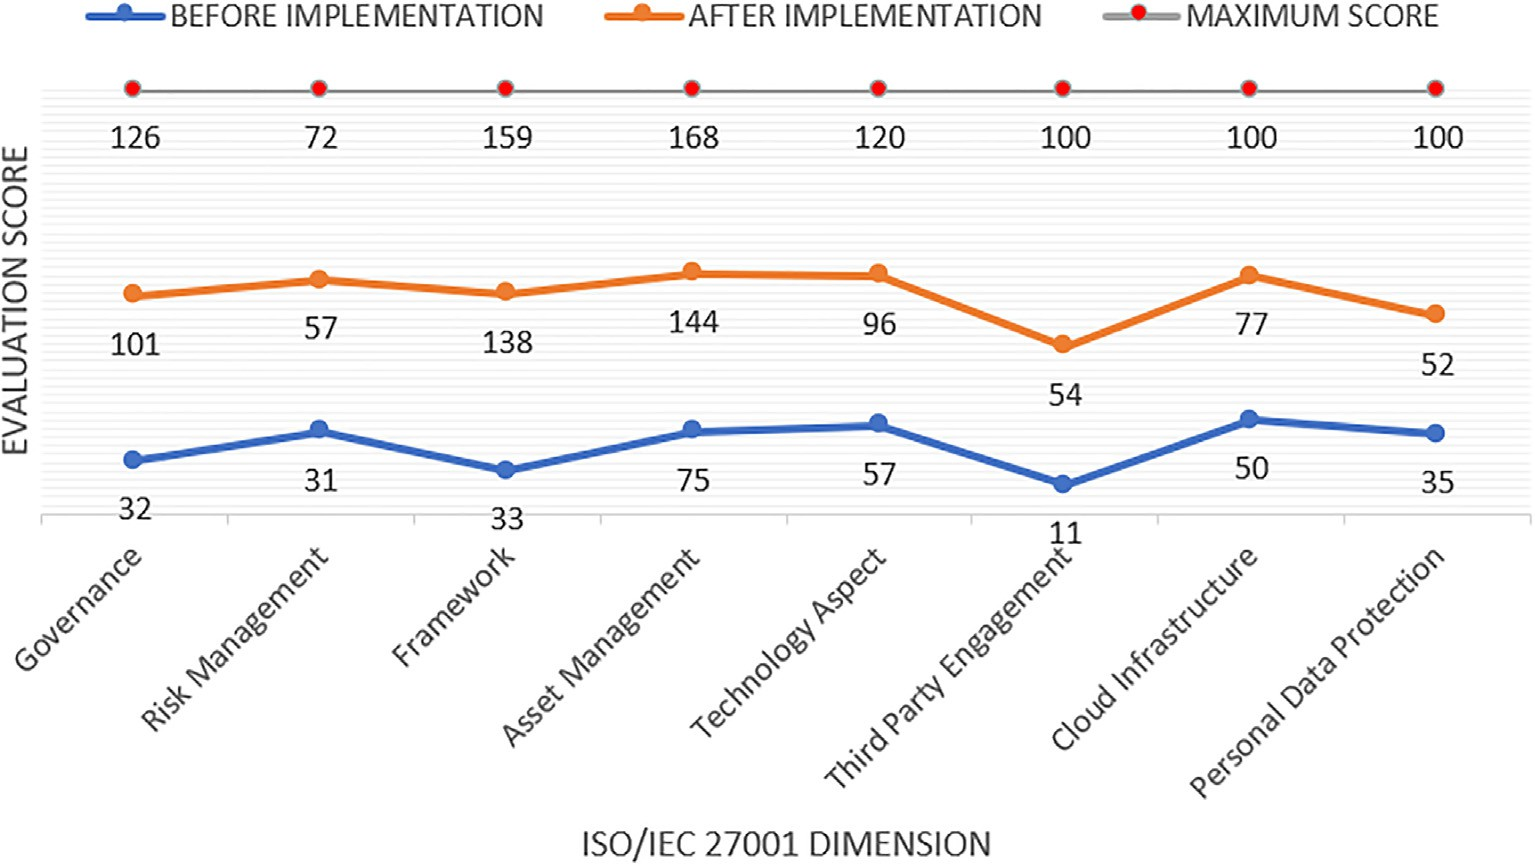 BEFORE IMPLEMENTATION AFTER IMPLEMENTATION MAXIMUM SCORE
EVALUATION SCORE
126 72 159 168 120 100 100 100
101 57 138 144 96 54 77 52
32 31 33 75 57 11 50 35
Governance
Risk Management
Framework
Asset Management
Technology Aspect
Third Party Engagement
Cloud Infrastructure
Personal Data Protection
ISO/IEC 27001 DIMENSION